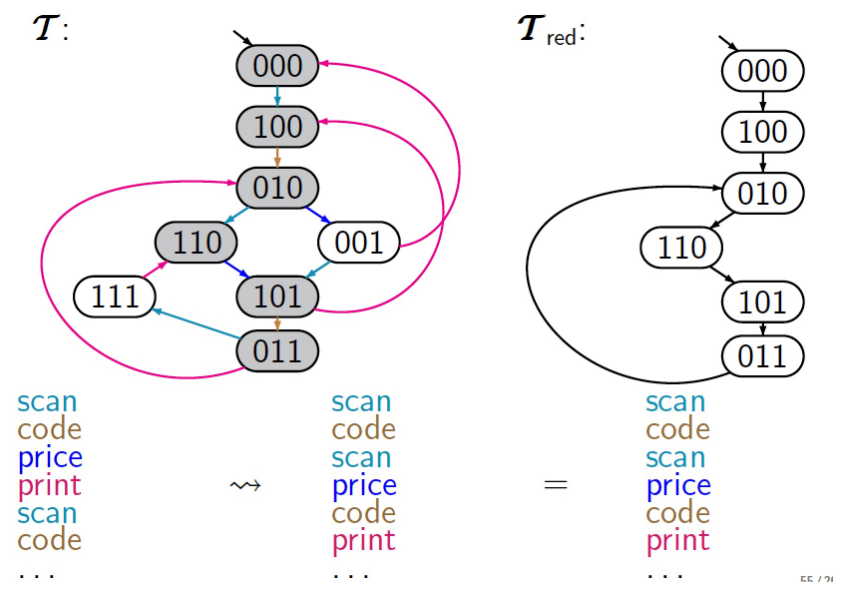 𝓣:
𝓣red:
000
100
010
110
001
111
101
011
000
100
010
110
101
011
scan
code
price
print
scan
code
...
⇝
scan
code
scan
price
code
print
...
=
scan
code
scan
price
code
print
...